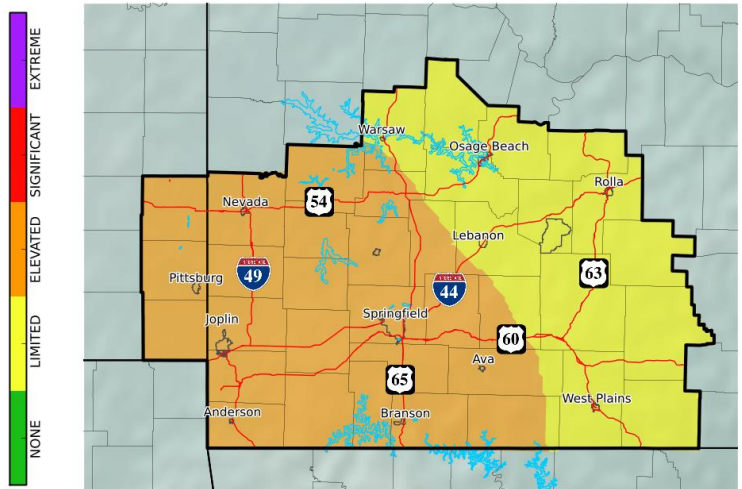 EXTREME
SIGNIFICANT
ELEVATED
LIMITED
NONE
Warsaw
Osage Beach
Rolla
54
Nevada
Lebanon
49
63
Pittsburg
44
Joplin
Springfield
60
Ava
65
West Plains
Anderson
Branson